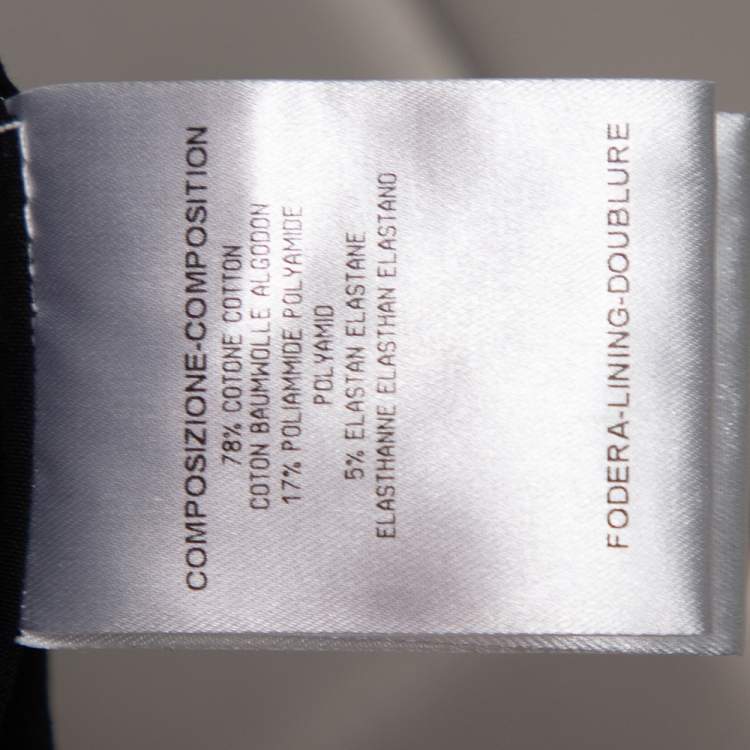 COMPOSIZIONE-COMPOSITION
78% COTONE COTTON
COTON BAUMWOLLE ALGODON
17% POLIAMMIDE POLYAMIDE
POLYAMID
5% ELASTAN ELASTANE
ELASTHANNE ELASTHAN ELASTANO
FODERA-LINING-DOUBLURE